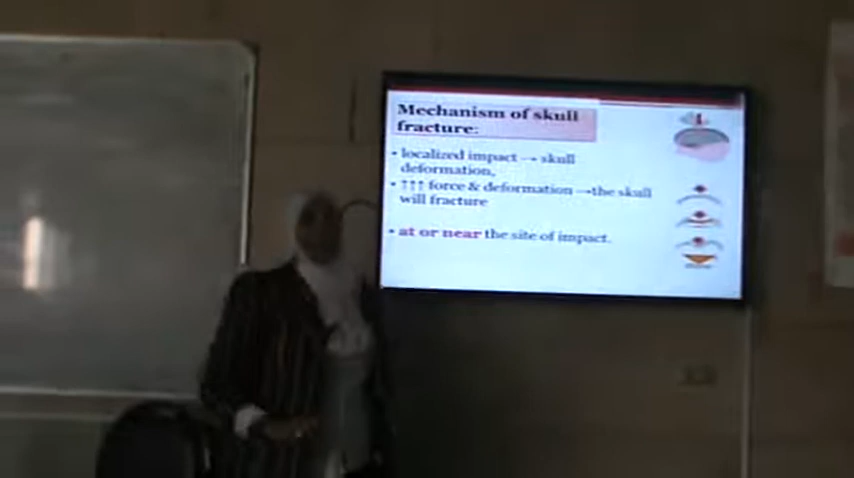 Mechanism of skull
fracture:
• localized impact → skull
deformation,
• ↑↑↑ force & deformation →the skull
will fracture
• at or near the site of impact.